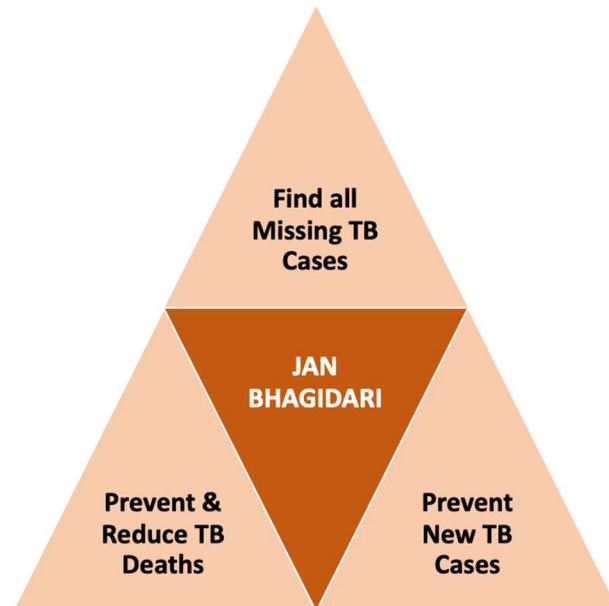 Find all
Missing TB
Cases
JAN
BHAGIDARI
Prevent &
Reduce TB
Deaths
Prevent
New TB
Cases